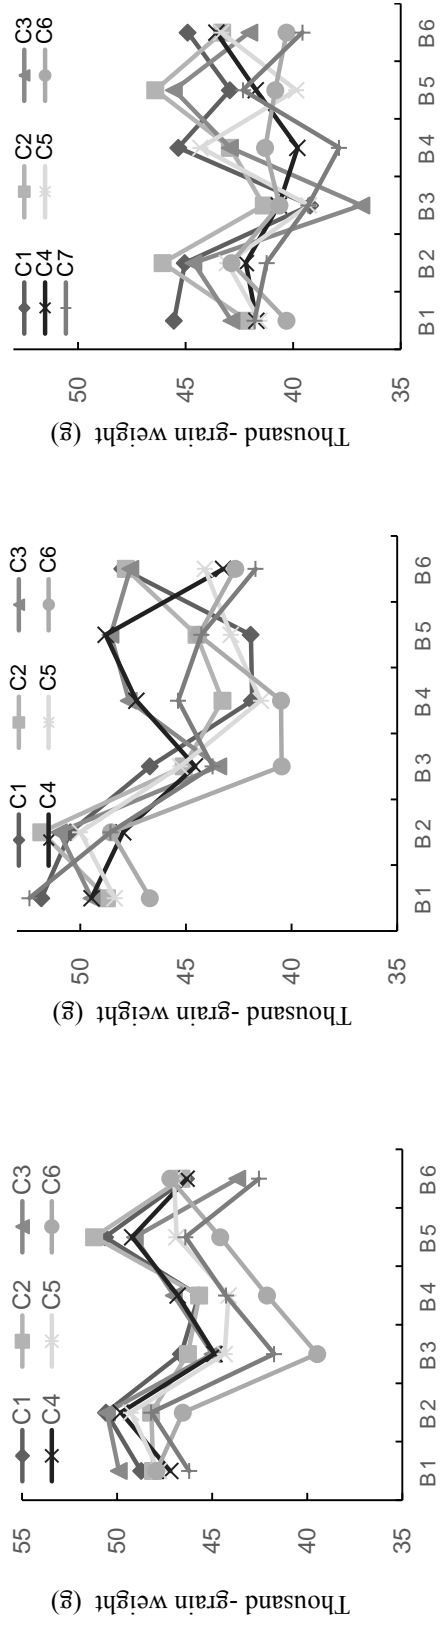 C1 C2 C3
C4 C5 C6
55
50
45
40
35
Thousand -grain weight (g)
B1 B2 B3 B4 B5 B6
C1 C2 C3
C4 C5 C6
50
45
40
35
Thousand -grain weight (g)
B1 B2 B3 B4 B5 B6
C1 C2 C3
C4 C5 C6
C7
50
45
40
35
Thousand -grain weight (g)
B1 B2 B3 B4 B5 B6